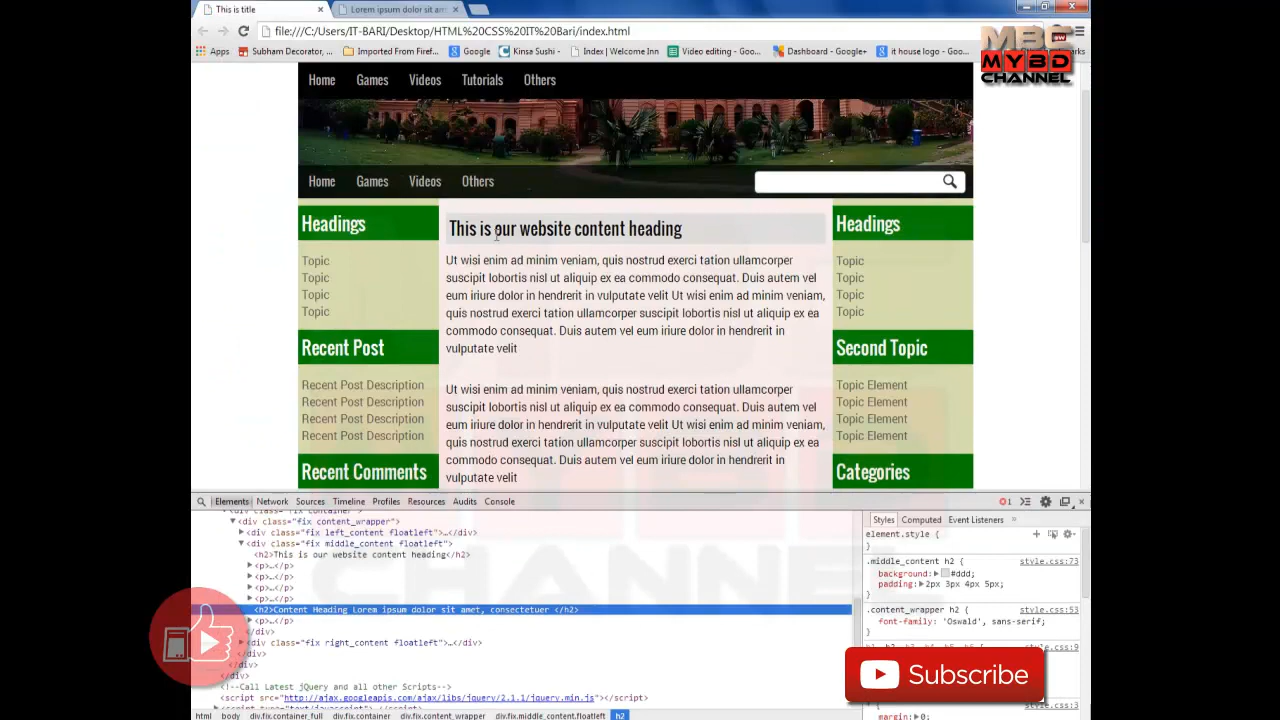 This is title
Lorem ipsum dolor sit am
file:///C:/Users/IT-BARI/Desktop/HTML%20CSS%20IT%20Bari/index.html
Apps Subham Decorator, ... Imported From Firef... Google Kinsa Sushi - Index | Welcome Inn Video editing - Goo... Dashboard - Google+ it house logo - Goo...
MBC
MYBD
CHANNEL
Home Games Videos Tutorials Others
Home Games Videos Others
Headings
Topic
Topic
Topic
Topic
Recent Post
Recent Post Description
Recent Post Description
Recent Post Description
Recent Post Description
Recent Comments
This is our website content heading
Ut wisi enim ad minim veniam, quis nostrud exerci tation ullamcorper
suscipit lobortis nisl ut aliquip ex ea commodo consequat. Duis autem vel
eum iriure dolor in hendrerit in vulputate velit Ut wisi enim ad minim veniam,
quis nostrud exerci tation ullamcorper suscipit lobortis nisl ut aliquip ex ea
commodo consequat. Duis autem vel eum iriure dolor in hendrerit in
vulputate velit
Ut wisi enim ad minim veniam, quis nostrud exerci tation ullamcorper
suscipit lobortis nisl ut aliquip ex ea commodo consequat. Duis autem vel
eum iriure dolor in hendrerit in vulputate velit Ut wisi enim ad minim veniam,
quis nostrud exerci tation ullamcorper suscipit lobortis nisl ut aliquip ex ea
commodo consequat. Duis autem vel eum iriure dolor in hendrerit in
vulputate velit
Headings
Topic
Topic
Topic
Topic
Second Topic
Topic Element
Topic Element
Topic Element
Topic Element
Categories
Elements Network Sources Timeline Profiles Resources Audits Console
1
<div class="fix container">
<div class="fix content_wrapper">
<div class="fix left_content floatleft">…</div>
<div class="fix middle_content floatleft">
<h2>This is our website content heading</h2>
<p>…</p>
<p>…</p>
<p>…</p>
<p>…</p>
<h2>Content Heading Lorem ipsum dolor sit amet, consectetuer </h2>
<p>…</p>
</div>
<div class="fix right_content floatleft">…</div>
</div>
</div>
</div>
<!--Call Latest jQuery and all other Scripts-->
<script src="http://ajax.googleapis.com/ajax/libs/jquery/2.1.1/jquery.min.js"></script>
html body div.fix.container_full div.fix.container div.fix.content_wrapper div.fix.middle_content.floatleft h2
Styles Computed Event Listeners »
element.style {
}
.middle_content h2 { style.css:73
background: #ddd;
padding: 2px 3px 4px 5px;
}
.content_wrapper h2 { style.css:53
font-family: 'Oswald', sans-serif;
}
style.css:9
Subscribe
margin: 0;
CHANNEL